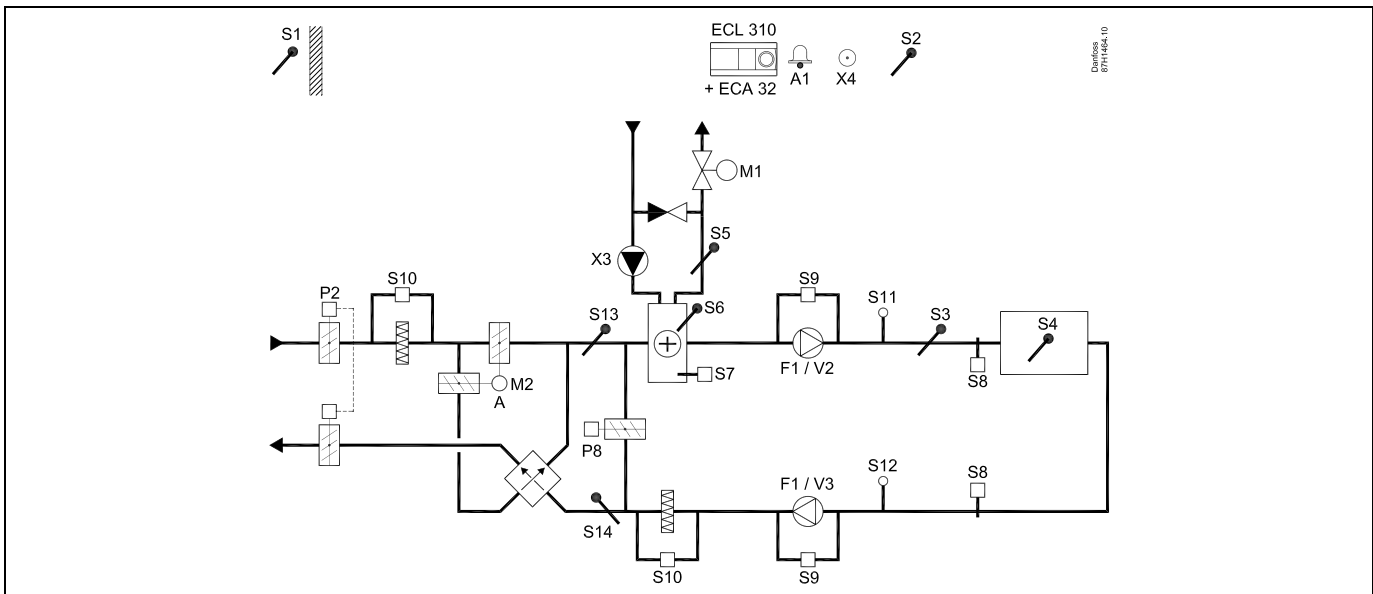 S1
ECL 310
+ ECA 32
A1
X4
S2
Danfoss
87H1464.10
M1
X3
S5
P2
S10
S13
S6
S9
S11
S3
S4
M2
A
S7
F1 / V2
S8
P8
S14
F1 / V3
S12
S8
S10
S9